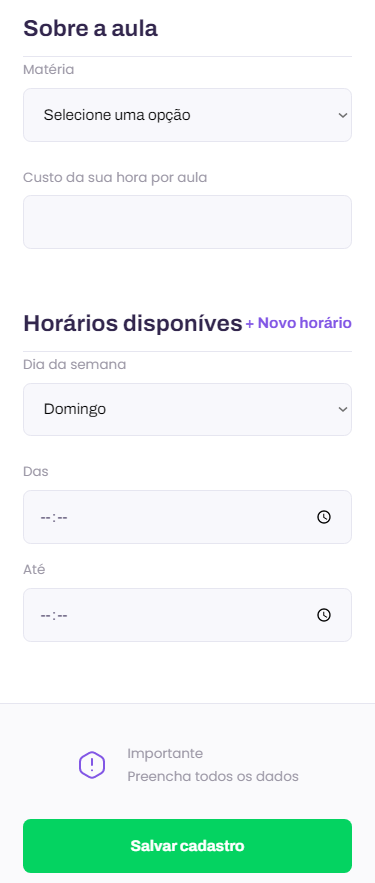 Sobre a aula
Matéria
Selecione uma opção
Custo da sua hora por aula
Horários disponíves + Novo horário
Dia da semana
Domingo
Das
--:--
Até
--:--
Importante
Preencha todos os dados
Salvar cadastro